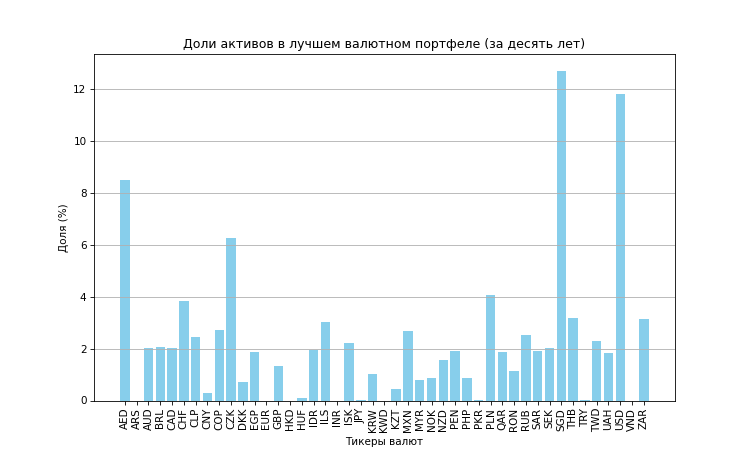 Доли активов в лучшем валютном портфеле (за десять лет)
Доля (%)
12
10
8
6
4
2
0
AED ARS AUD BRL CAD CHF CLP CNY COP CZK DKK EGP EUR GBP HKD HUF IDR ILS INR ISK JPY KRW KWD KZT MXN MYR NOK NZD PEN PHP PKR PLN QAR RON RUB SAR SEK SGD THB TRY TWD UAH USD VND ZAR
Тикеры валют